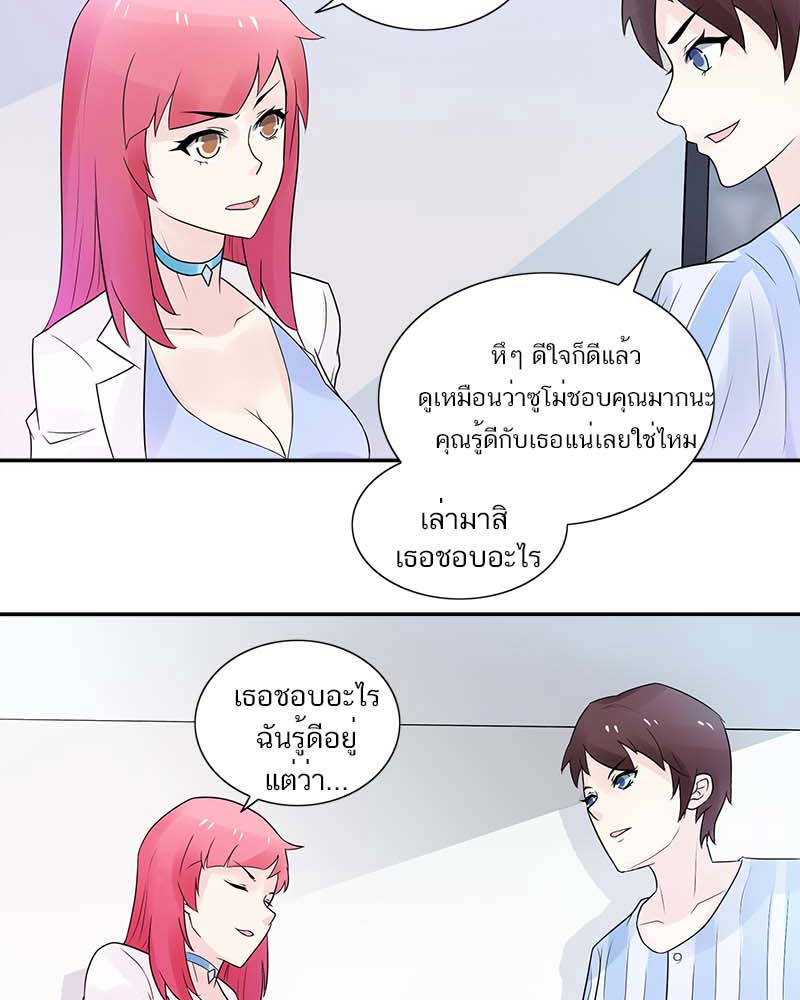 หึๆ ดีใจก็ดีแล้ว
ดูเหมือนว่าซูโม่ชอบคุณมากนะ
คุณรู้ดีกับเธอแน่เลยใช่ไหม
เล่ามาสิ
เธอชอบอะไร
เธอชอบอะไร
ฉันรู้ดีอยู่
แต่ว่า...